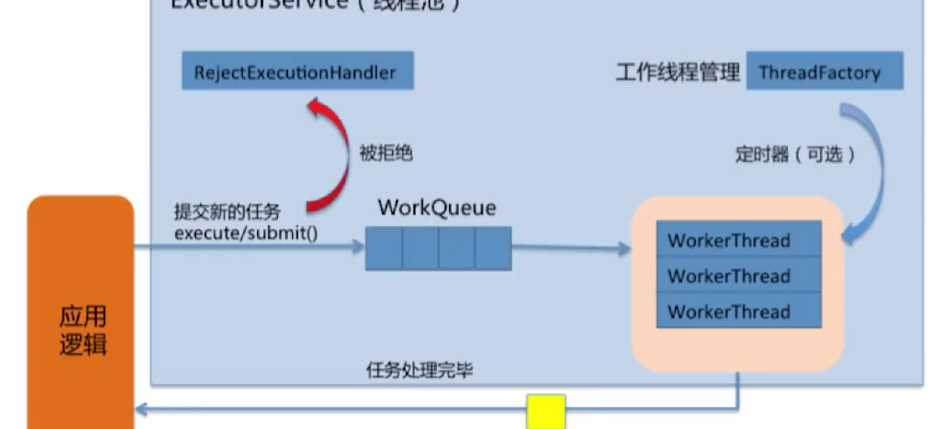 ExecutorService（线程池）
RejectExecutionHandler
工作线程管理
ThreadFactory
被拒绝
定时器（可选）
提交新的任务
execute/submit()
WorkQueue
WorkerThread
WorkerThread
WorkerThread
应用
逻辑
任务处理完毕